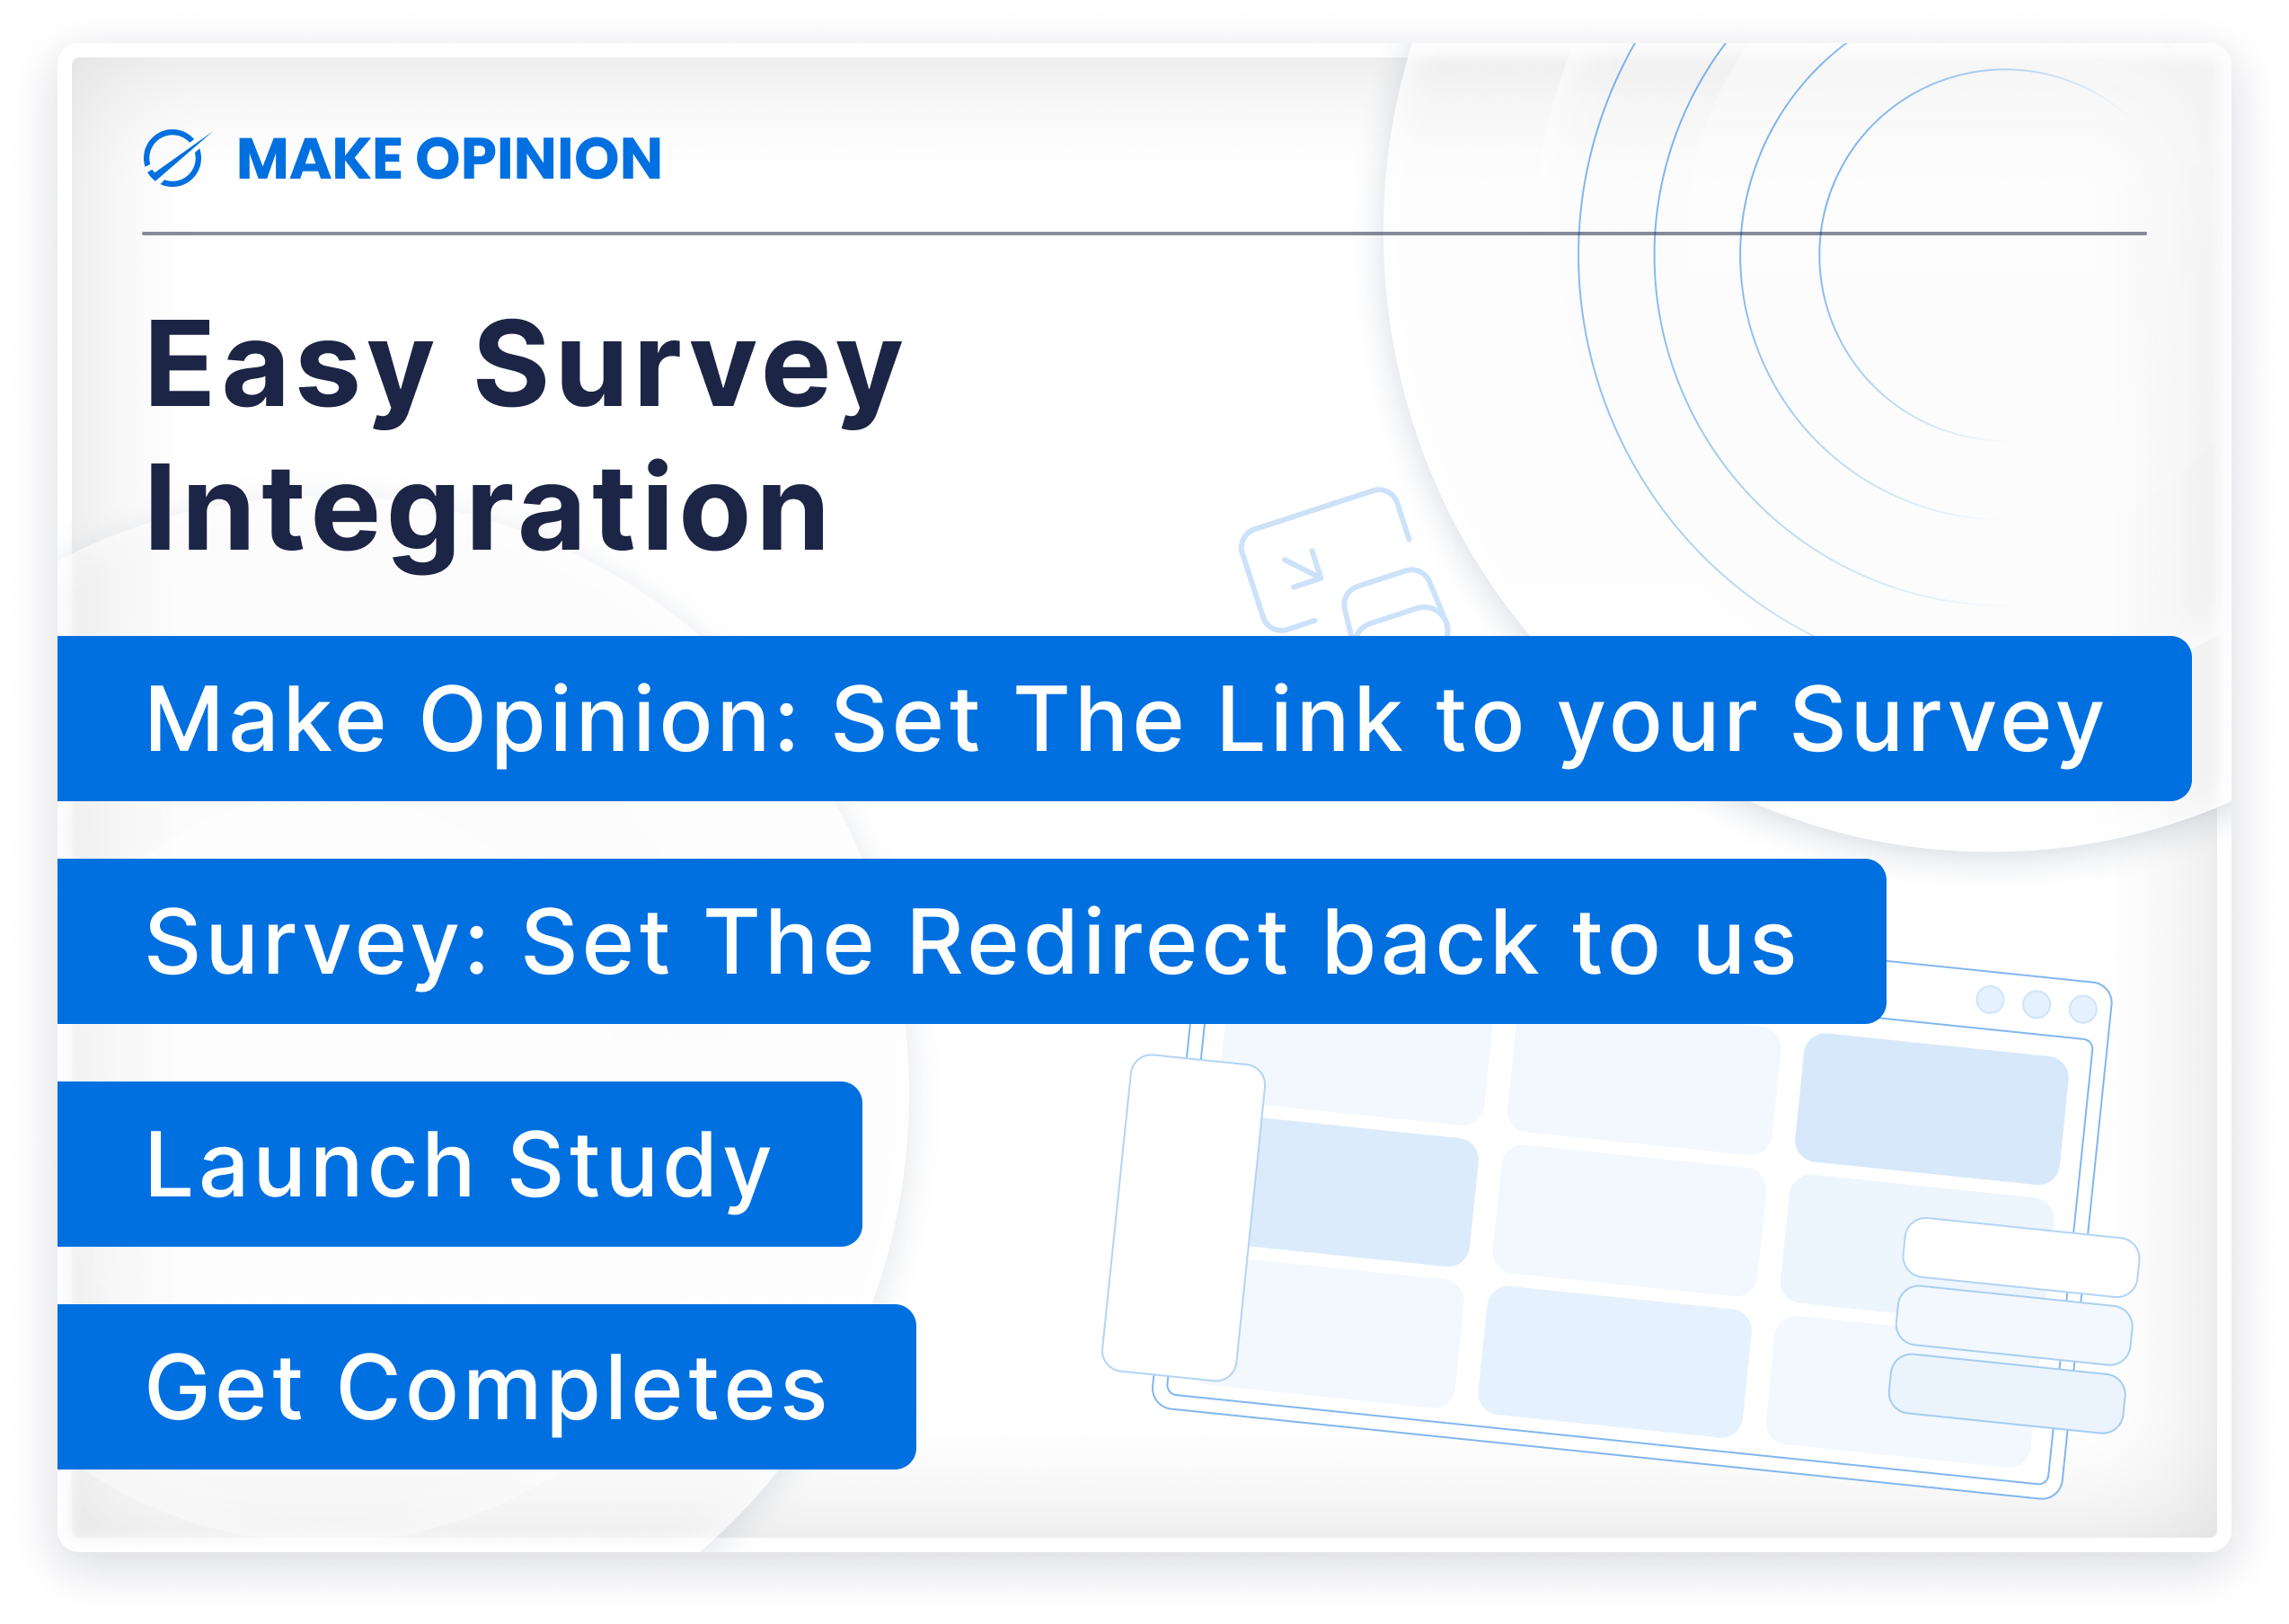 MAKE OPINION
Easy Survey
Integration
Make Opinion: Set The Link to your Survey
Survey: Set The Redirect back to us
Launch Study
Get Completes